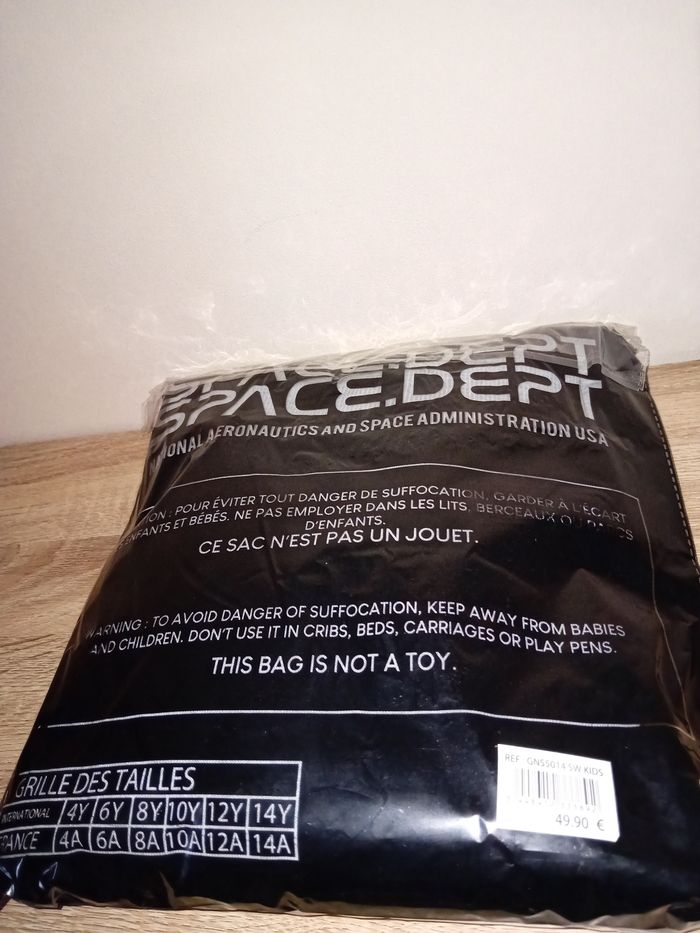 SPACE.DEPT
SPACE.DEPT
AERONAUTICS AND SPACE ADMINISTRATION USA
: POUR ÉVITER TOUT DANGER DE SUFFOCATION, GARDER À L'ÉCART
D'ENFANTS ET BÉBÉS. NE PAS EMPLOYER DANS LES LITS, BERCEAUX OU PARCS
D'ENFANTS.
CE SAC N'EST PAS UN JOUET.
WARNING : TO AVOID DANGER OF SUFFOCATION, KEEP AWAY FROM BABIES
AND CHILDREN. DON'T USE IT IN CRIBS, BEDS, CARRIAGES OR PLAY PENS.
THIS BAG IS NOT A TOY.
GRILLE DES TAILLES
INTERNATIONAL 4Y 6Y 8Y 10Y 12Y 14Y
FRANCE 4A 6A 8A 10A 12A 14A
REF : GNS5014 SW KIDS
49.90 €